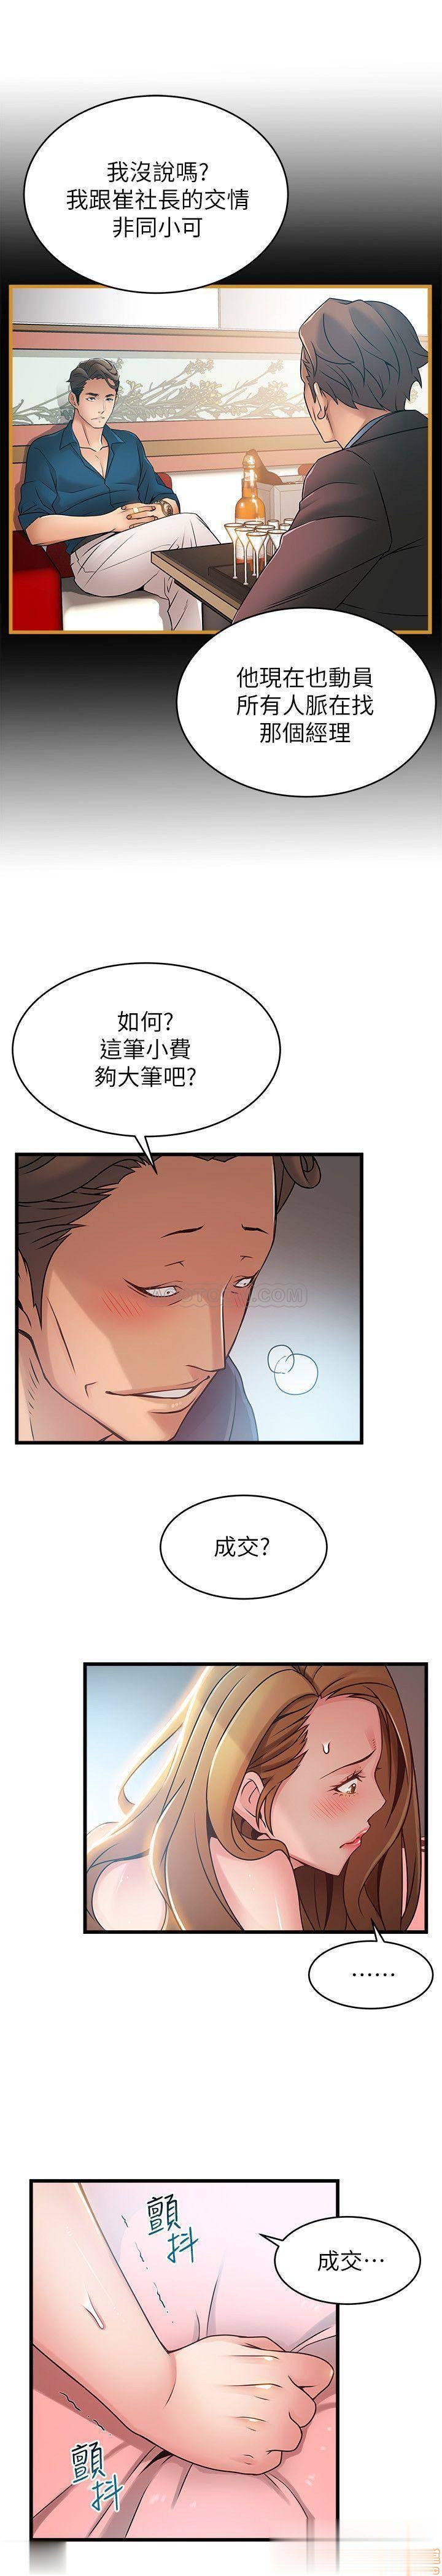 我沒說嗎?
我跟崔社長的交情
非同小可
他現在也動員
所有人脈在找
那個經理
如何?
這筆小費
夠大筆吧?
成交?
……
顫抖
成交…
顫抖